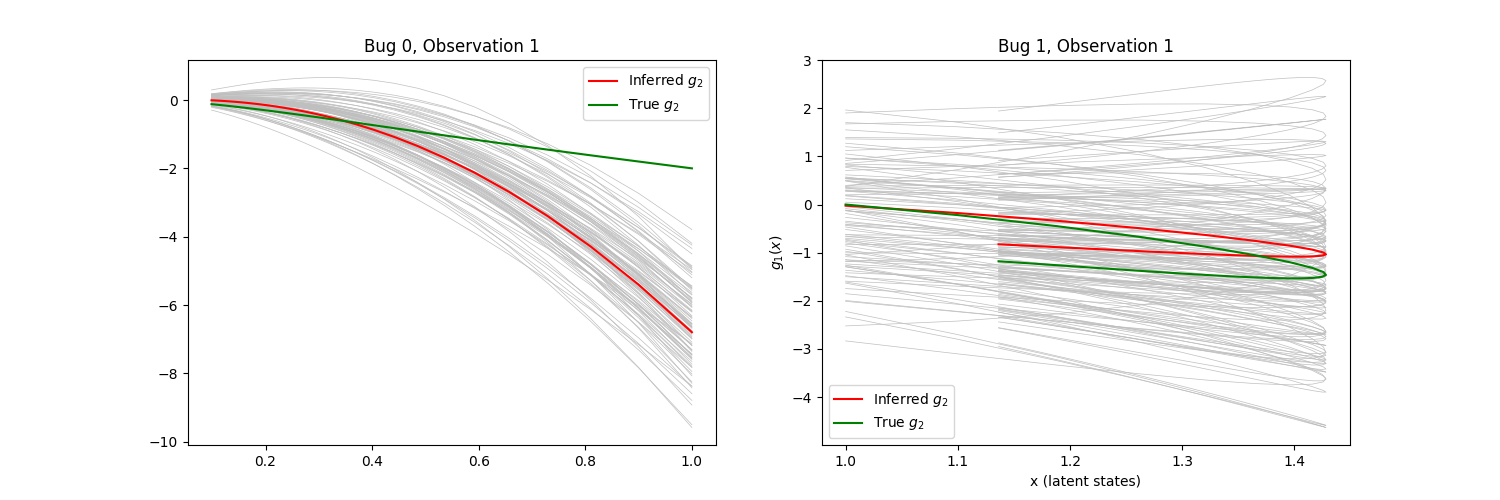 Bug 0, Observation 1
0
−2
−4
−6
−8
−10
0.2 0.4 0.6 0.8 1.0
Inferred g₂
True g₂
Bug 1, Observation 1
3
2
1
0
−1
−2
−3
−4
g₁(x)
Inferred g₂
True g₂
1.0 1.1 1.2 1.3 1.4
x (latent states)